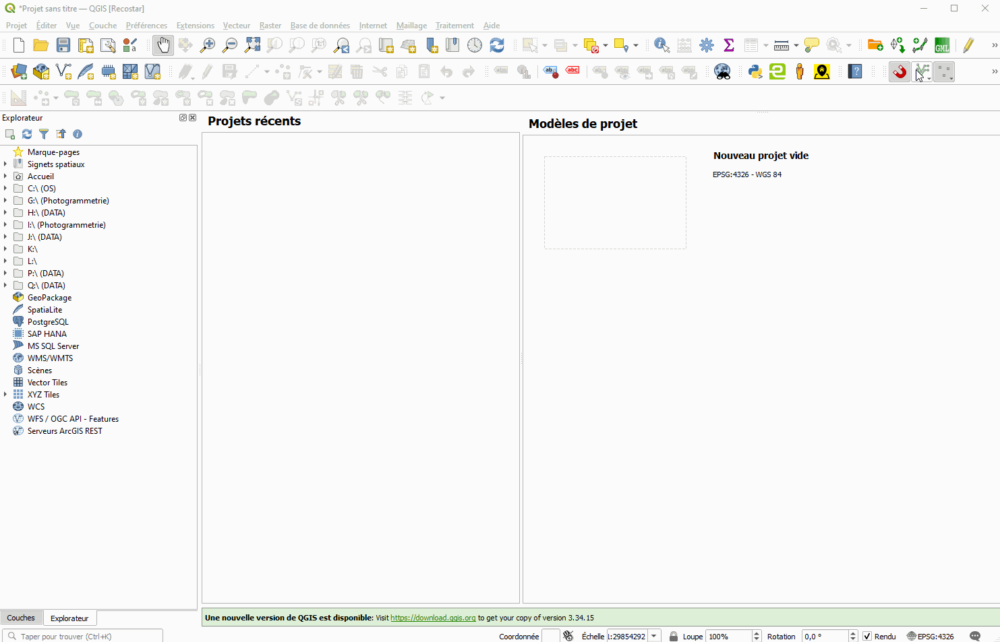 *Projet sans titre — QGIS [Recostar]
Projet Éditer Vue Couche Préférences Extensions Vecteur Raster Base de données Internet Maillage Traitement Aide
GML
abc abc
Explorateur
Marque-pages
Signets spatiaux
Accueil
C:\ (OS)
G:\ (Photogrammetrie)
H:\ (DATA)
I:\ (Photogrammetrie)
J:\ (DATA)
K:\
L:\
P:\ (DATA)
Q:\ (DATA)
GeoPackage
SpatiaLite
PostgreSQL
SAP HANA
MS SQL Server
WMS/WMTS
Scènes
Vector Tiles
XYZ Tiles
WCS
WFS / OGC API - Features
Serveurs ArcGIS REST
Projets récents
Modèles de projet
Nouveau projet vide
EPSG:4326 - WGS 84
Couches Explorateur
Une nouvelle version de QGIS est disponible: Visit https://download.qgis.org to get your copy of version 3.34.15
Taper pour trouver (Ctrl+K) Coordonnée Échelle 1:29854292 Loupe 100% Rotation 0,0 ° Rendu EPSG:4326